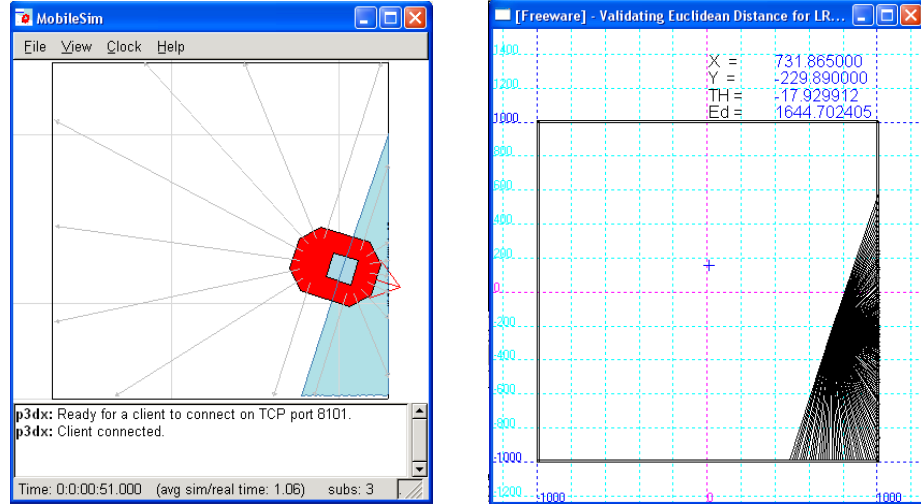 MobileSim
File View Clock Help
p3dx: Ready for a client to connect on TCP port 8101.
p3dx: Client connected.
Time: 0:0:00:51.000 (avg sim/real time: 1.06) subs: 3
[Freeware] - Validating Euclidean Distance for LR...
X = 731.865000
Y = -229.890000
TH = -17.929912
Ed = 1644.702405
1400
1200
1000
800
600
400
200
0
-200
-400
-600
-800
-1000
-1200
-1000 0 1000